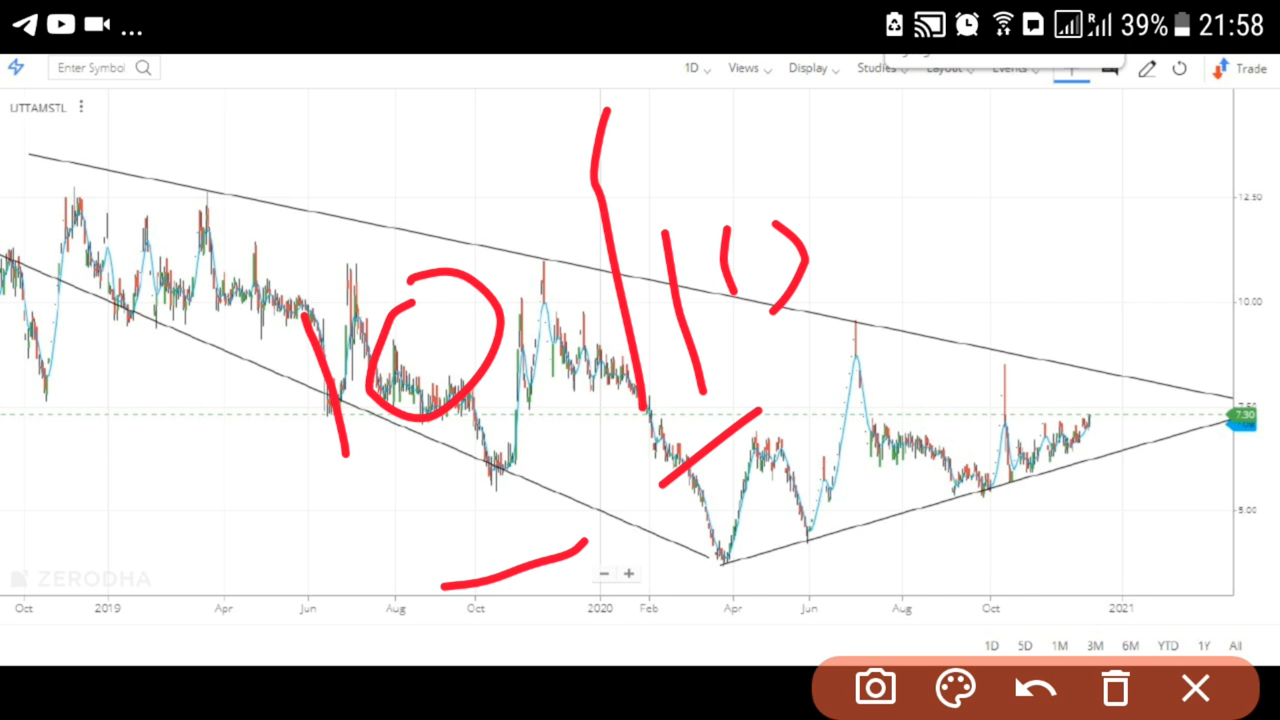 ... 39% 21:58
Enter Symbol 1D Views Display Studies Layout Events Trade
UTTAMSTL
12.50
10.00
7.50
7.30
5.00
ZERODHA
Oct 2019 Apr Jun Aug Oct 2020 Feb Apr Jun Aug Oct 2021
1D 5D 1M 3M 6M YTD 1Y All